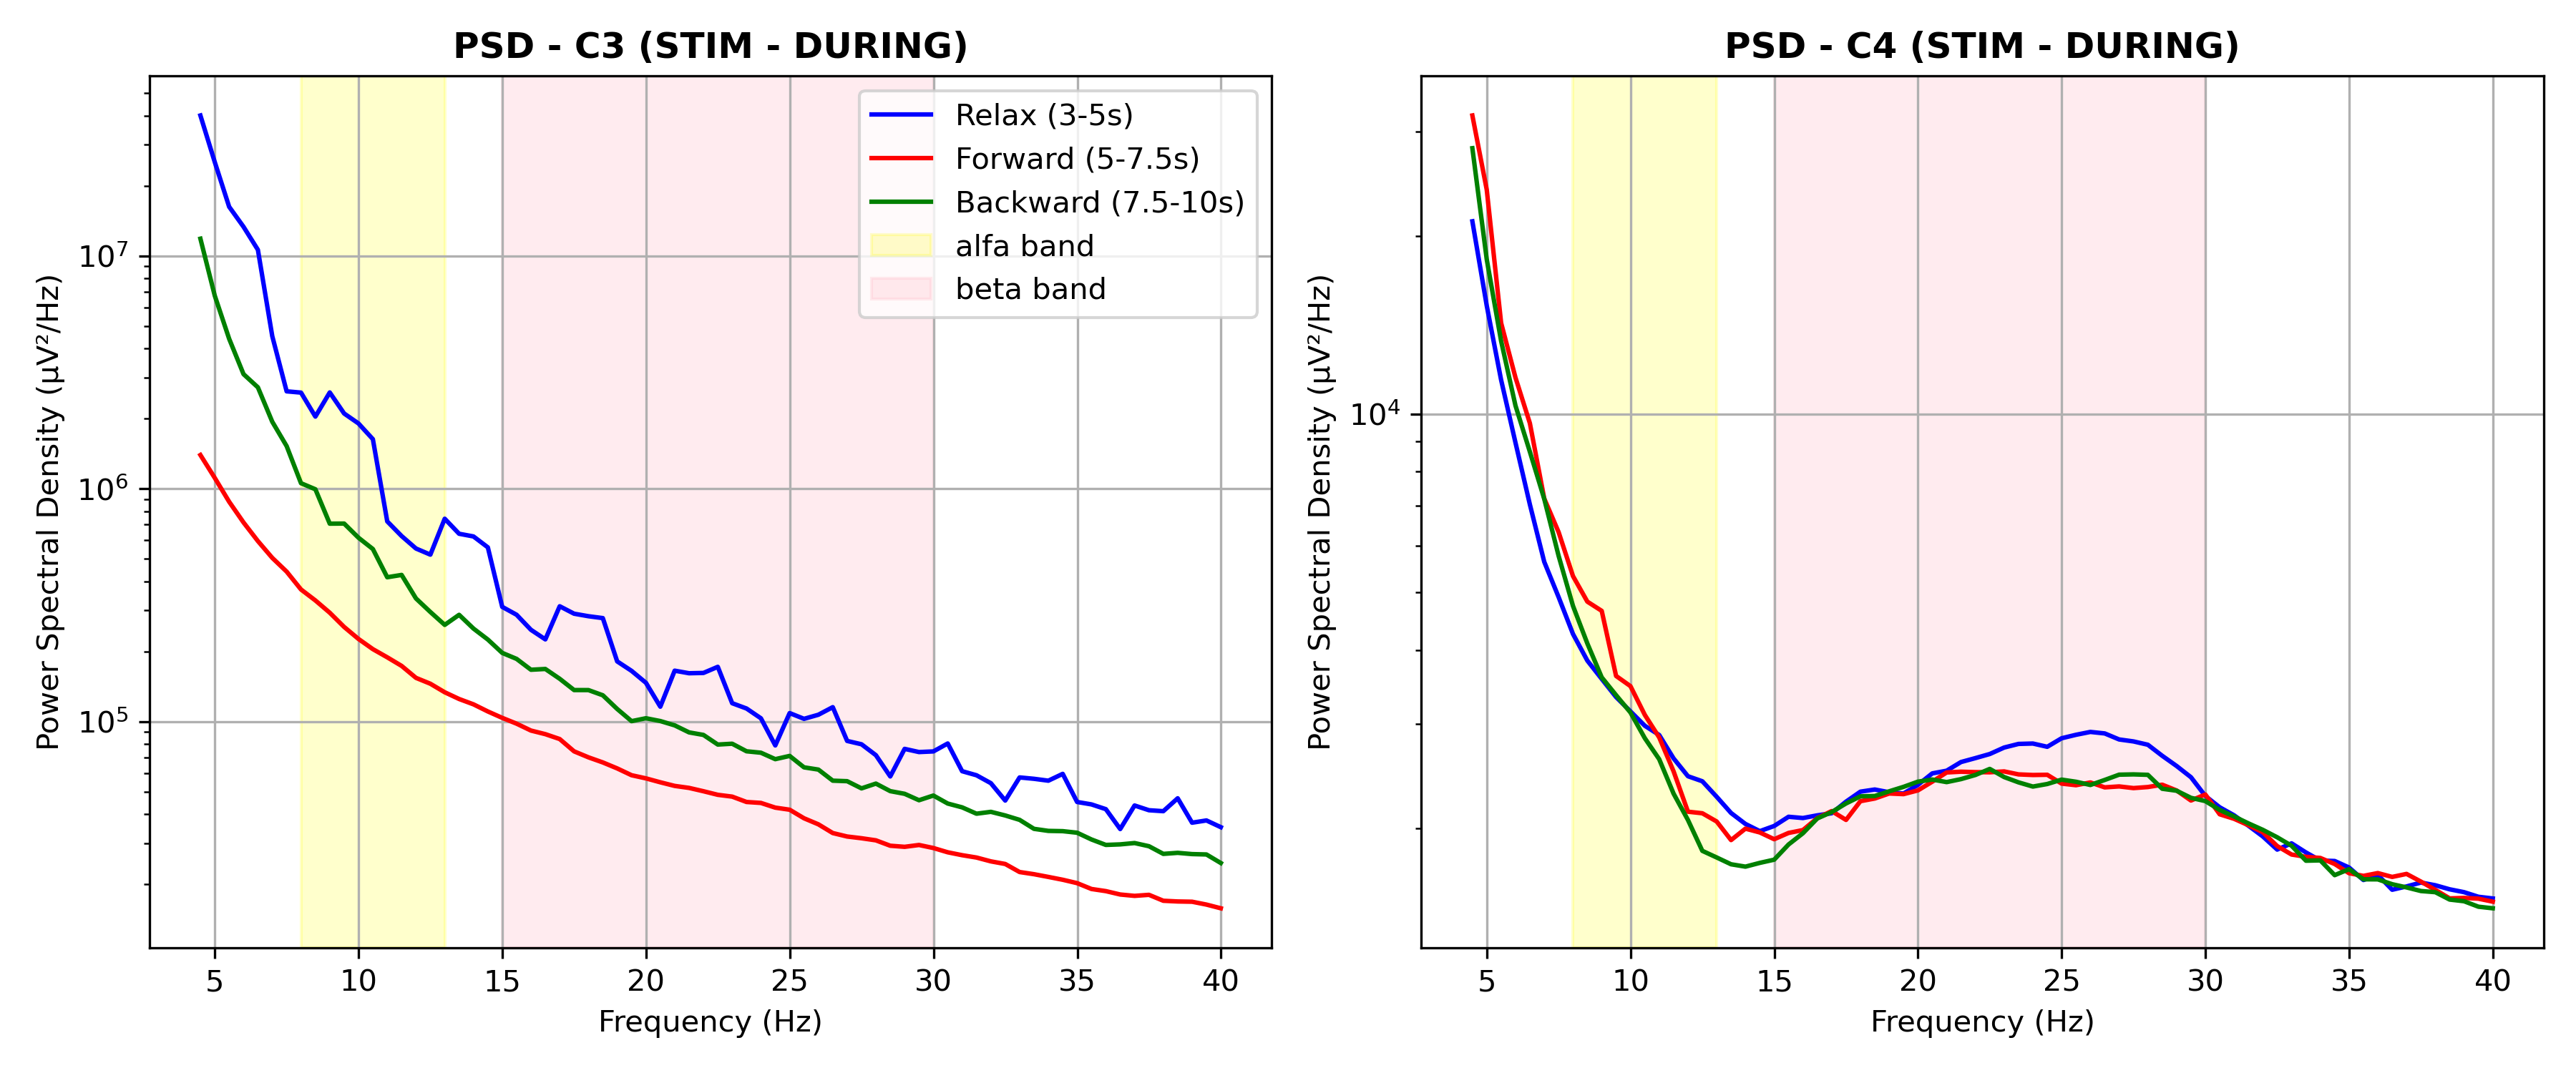 PSD - C3 (STIM - DURING)
Power Spectral Density (µV²/Hz)
10⁷
10⁶
10⁵
Relax (3-5s)
Forward (5-7.5s)
Backward (7.5-10s)
alfa band
beta band
5 10 15 20 25 30 35 40
Frequency (Hz)
PSD - C4 (STIM - DURING)
Power Spectral Density (µV²/Hz)
10⁴
5 10 15 20 25 30 35 40
Frequency (Hz)